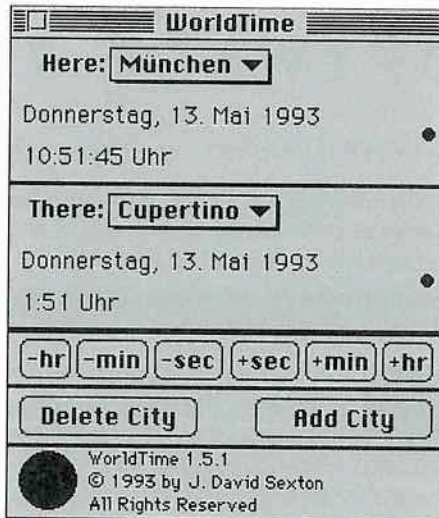 WorldTime
Here: München
Donnerstag, 13. Mai 1993
10:51:45 Uhr
There: Cupertino
Donnerstag, 13. Mai 1993
1:51 Uhr
-hr -min -sec +sec +min +hr
Delete City Add City
WorldTime 1.5.1
© 1993 by J. David Sexton
All Rights Reserved